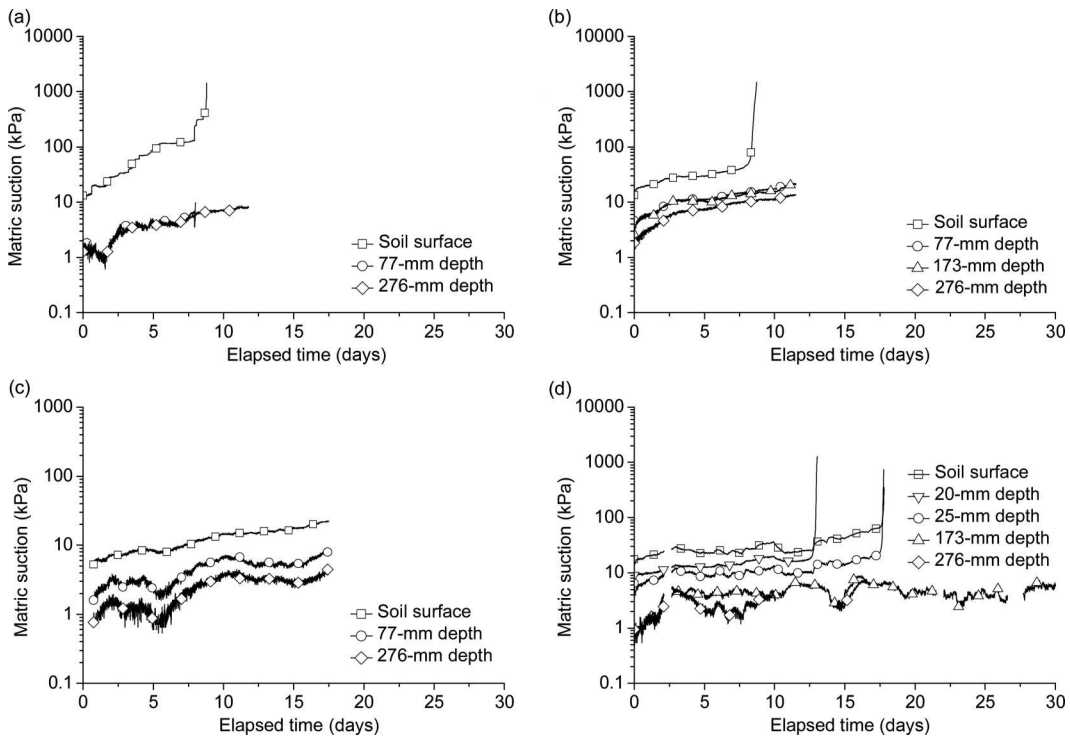 (a)
10000
1000
100
10
1
0.1
Matric suction (kPa)
0 5 10 15 20 25 30
Elapsed time (days)
Soil surface
77-mm depth
276-mm depth
(b)
10000
1000
100
10
1
0.1
Matric suction (kPa)
0 5 10 15 20 25 30
Elapsed time (days)
Soil surface
77-mm depth
173-mm depth
276-mm depth
(c)
1000
100
10
1
0.1
Matric suction (kPa)
0 5 10 15 20 25 30
Elapsed time (days)
Soil surface
77-mm depth
276-mm depth
(d)
10000
1000
100
10
1
0.1
Matric suction (kPa)
0 5 10 15 20 25 30
Elapsed time (days)
Soil surface
20-mm depth
25-mm depth
173-mm depth
276-mm depth